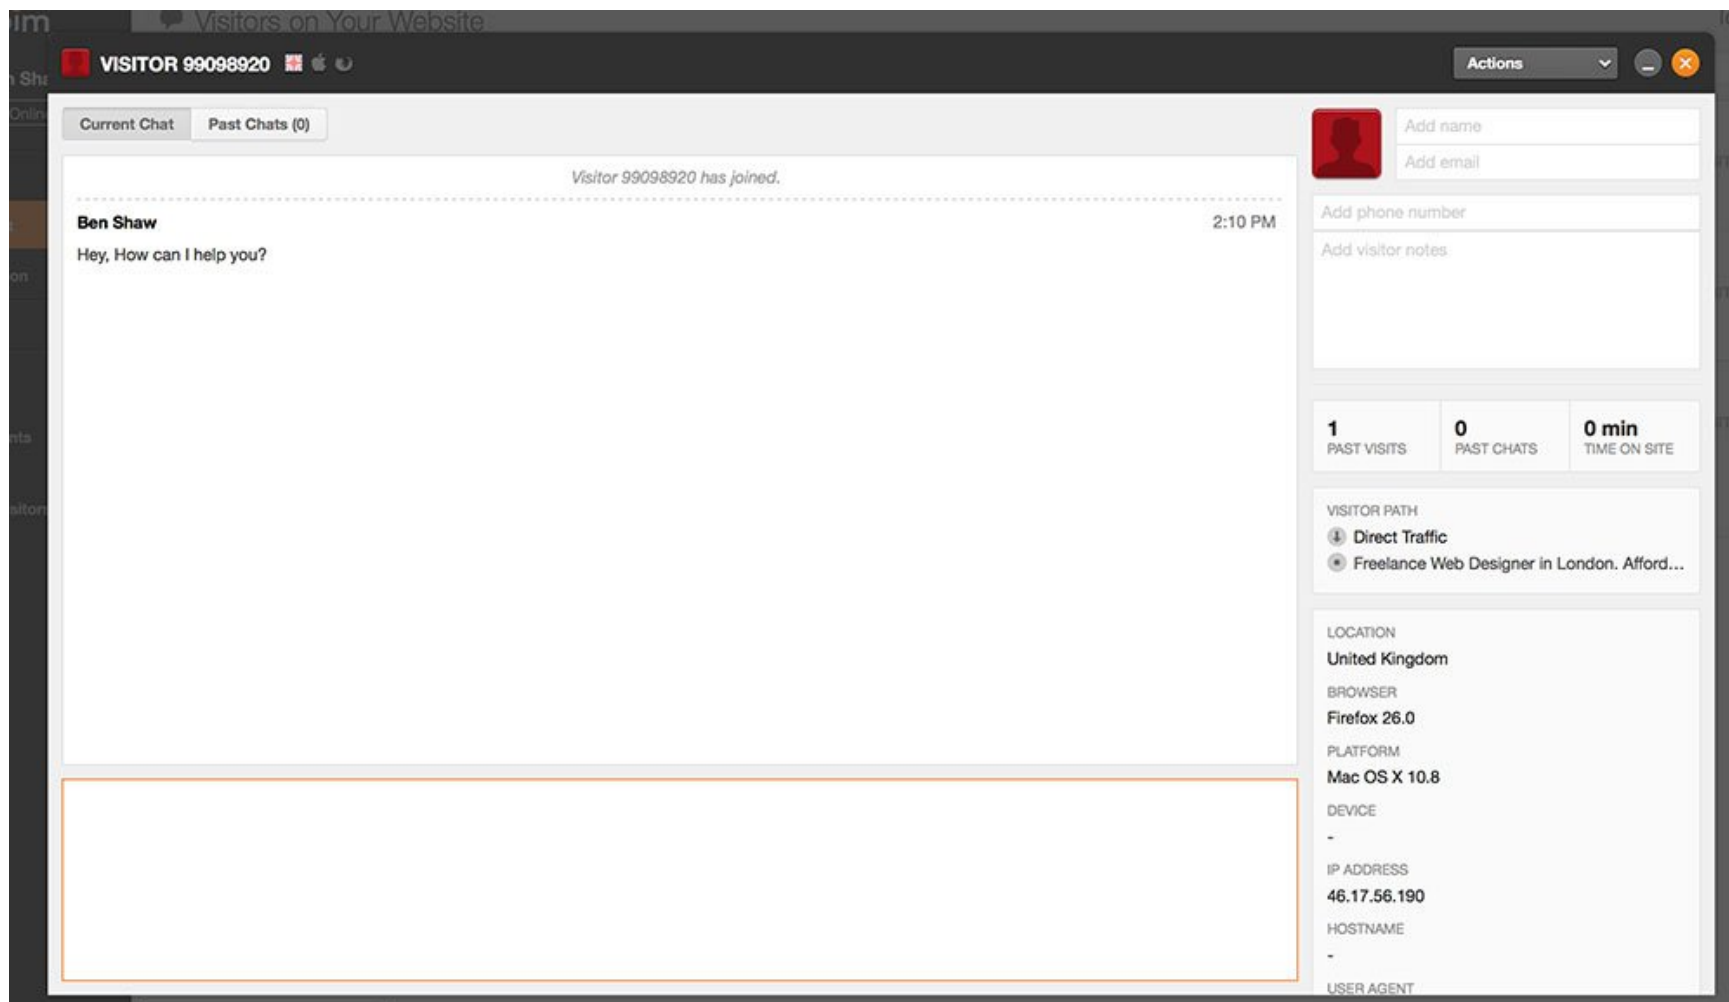 Visitors on Your Website
VISITOR 99098920
Actions
Current Chat
Past Chats (0)
Visitor 99098920 has joined.
Ben Shaw
2:10 PM
Hey, How can I help you?
Add name
Add email
Add phone number
Add visitor notes
1
PAST VISITS
0
PAST CHATS
0 min
TIME ON SITE
VISITOR PATH
Direct Traffic
Freelance Web Designer in London. Afford...
LOCATION
United Kingdom
BROWSER
Firefox 26.0
PLATFORM
Mac OS X 10.8
DEVICE
-
IP ADDRESS
46.17.56.190
HOSTNAME
-
USER AGENT